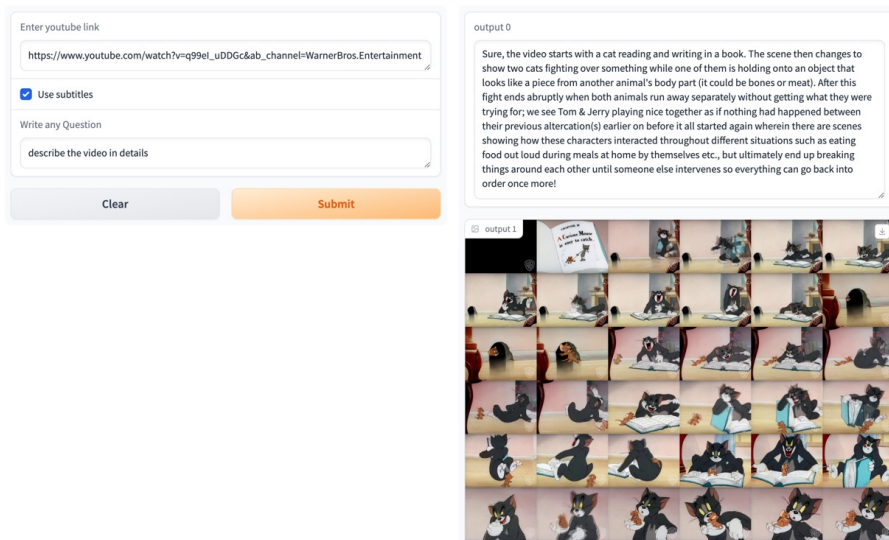 Enter youtube link
https://www.youtube.com/watch?v=q99eI_uDDGc&ab_channel=WarnerBros.Entertainment
Use subtitles
Write any Question
describe the video in details
Clear
Submit
output 0
Sure, the video starts with a cat reading and writing in a book. The scene then changes to
show two cats fighting over something while one of them is holding onto an object that
looks like a piece from another animal's body part (it could be bones or meat). After this
fight ends abruptly when both animals run away separately without getting what they were
trying for; we see Tom & Jerry playing nice together as if nothing had happened between
their previous altercation(s) earlier on before it all started again wherein there are scenes
showing how these characters interacted throughout different situations such as eating
food out loud during meals at home by themselves etc., but ultimately end up breaking
things around each other until someone else intervenes so everything can go back into
order once more!
output 1
A Curious Mouse
is easy to catch.